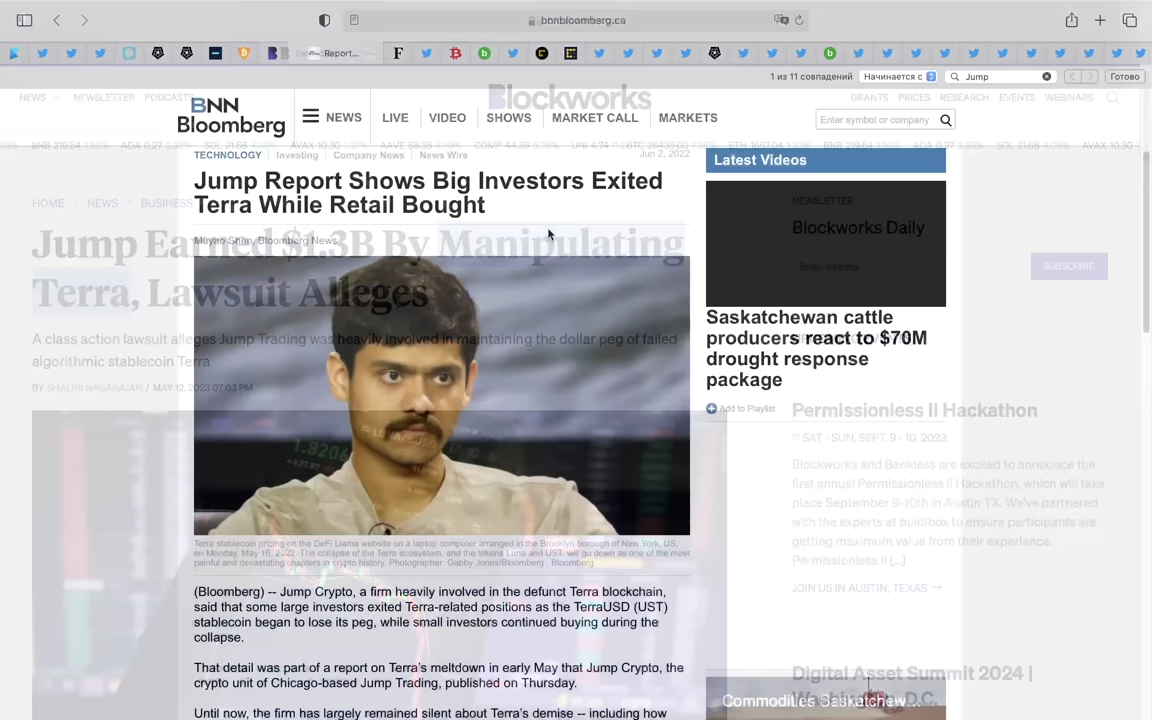 bnnbloomberg.ca
Report...
1 из 11 совпадений
Начинается с
Jump
Готово
NEWS
NEWSLETTER
PODCASTS
Blockworks
GRANTS
PRICES
RESEARCH
EVENTS
WEBINARS
BNN
Bloomberg
NEWS
LIVE
VIDEO
SHOWS
MARKET CALL
MARKETS
Enter symbol or company
TECHNOLOGY
Investing
Company News
News Wire
Jun 2, 2022
Latest Videos
Jump Report Shows Big Investors Exited
Terra While Retail Bought
Muyao Shen, Bloomberg News
HOME
NEWS
BUSINESS
Jump Earned $1.3B By Manipulating
Terra, Lawsuit Alleges
A class action lawsuit alleges Jump Trading was heavily involved in maintaining the dollar peg of failed
algorithmic stablecoin Terra
BY SHALINI NAGARAJAN / MAY 12, 2023 07:03 PM
NEWSLETTER
Blockworks Daily
Email address
SUBSCRIBE
Saskatchewan cattle
producers react to $70M
drought response
package
Add to Playlist
Permissionless II Hackathon
SAT - SUN, SEPT. 9 - 10, 2023
Blockworks and Bankless are excited to announce the
first annual Permissionless II Hackathon, which will take
place September 9-10th in Austin TX. We've partnered
with the experts at buidlbox to ensure participants are
getting maximum value from their experience.
Permissionless II [...]
JOIN US IN AUSTIN, TEXAS →
Digital Asset Summit 2024 |
Washington D.C.
Commodities
1.8206
Terra stablecoin pricing on the DeFi Llama website on a laptop computer arranged in the Brooklyn borough of New York, US,
on Monday, May 16, 2022. The collapse of the Terra ecosystem, and the tokens Luna and UST, will go down as one of the most
painful and devastating chapters in crypto history. Photographer: Gabby Jones/Bloomberg , Bloomberg
(Bloomberg) -- Jump Crypto, a firm heavily involved in the defunct Terra blockchain,
said that some large investors exited Terra-related positions as the TerraUSD (UST)
stablecoin began to lose its peg, while small investors continued buying during the
collapse.
That detail was part of a report on Terra's meltdown in early May that Jump Crypto, the
crypto unit of Chicago-based Jump Trading, published on Thursday.
Until now, the firm has largely remained silent about Terra's demise -- including how